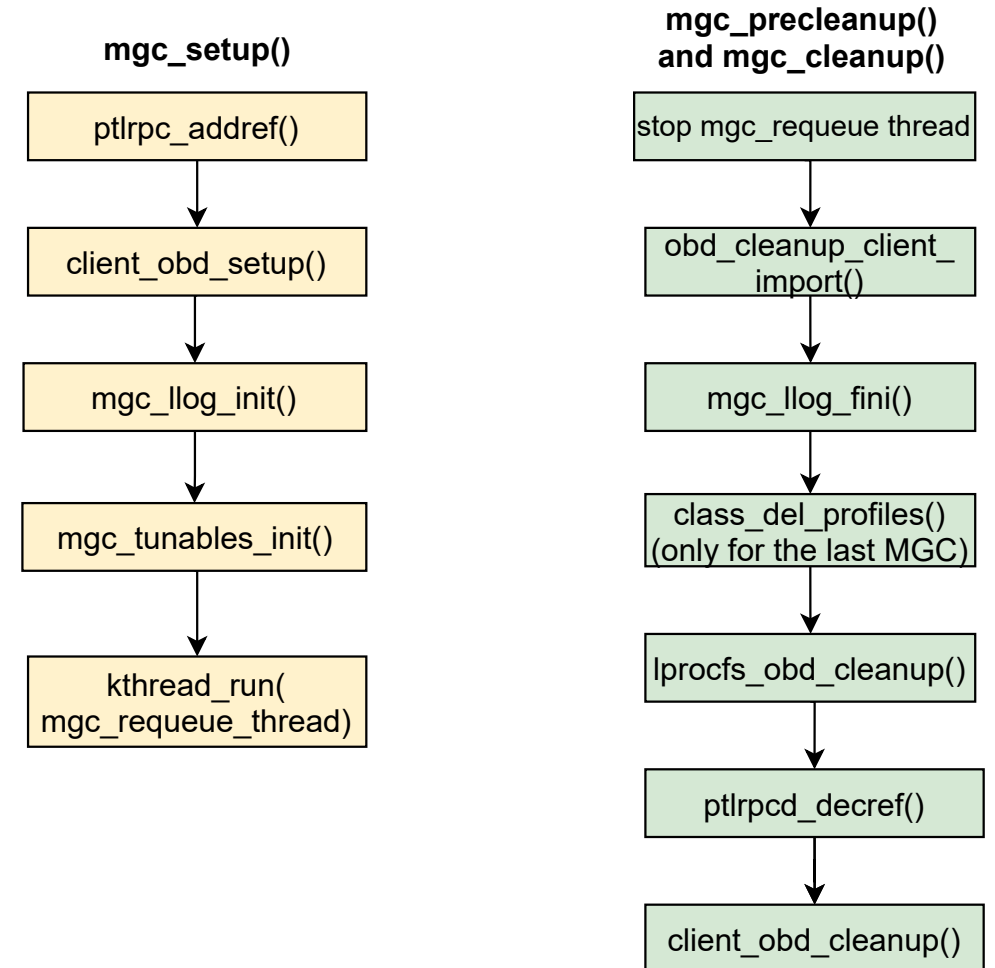 mgc_setup()
ptlrpc_addref()
client_obd_setup()
mgc_llog_init()
mgc_tunables_init()
kthread_run(
mgc_requeue_thread)
mgc_precleanup()
and mgc_cleanup()
stop mgc_requeue thread
obd_cleanup_client_
import()
mgc_llog_fini()
class_del_profiles()
(only for the last MGC)
lprocfs_obd_cleanup()
ptlrpcd_decref()
client_obd_cleanup()